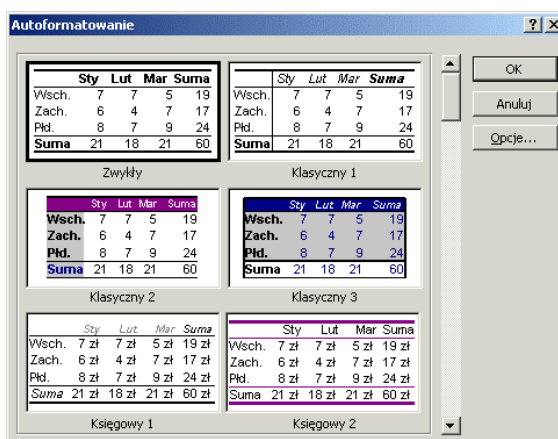 Autoformatowanie
OK
Anuluj
Opcje...
Sty Lut Mar Suma
Wsch. 7 7 5 19
Zach. 6 4 7 17
Płd. 8 7 9 24
Suma 21 18 21 60
Zwykły
Sty Lut Mar Suma
Wsch. 7 7 5 19
Zach. 6 4 7 17
Płd. 8 7 9 24
Suma 21 18 21 60
Klasyczny 1
Sty Lut Mar Suma
Wsch. 7 7 5 19
Zach. 6 4 7 17
Płd. 8 7 9 24
Suma 21 18 21 60
Klasyczny 2
Sty Lut Mar Suma
Wsch. 7 7 5 19
Zach. 6 4 7 17
Płd. 8 7 9 24
Suma 21 18 21 60
Klasyczny 3
Sty Lut Mar Suma
Wsch. 7 zł 7 zł 5 zł 19 zł
Zach. 6 zł 4 zł 7 zł 17 zł
Płd. 8 zł 7 zł 9 zł 24 zł
Suma 21 zł 18 zł 21 zł 60 zł
Księgowy 1
Sty Lut Mar Suma
Wsch. 7 zł 7 zł 5 zł 19 zł
Zach. 6 zł 4 zł 7 zł 17 zł
Płd. 8 zł 7 zł 9 zł 24 zł
Suma 21 zł 18 zł 21 zł 60 zł
Księgowy 2